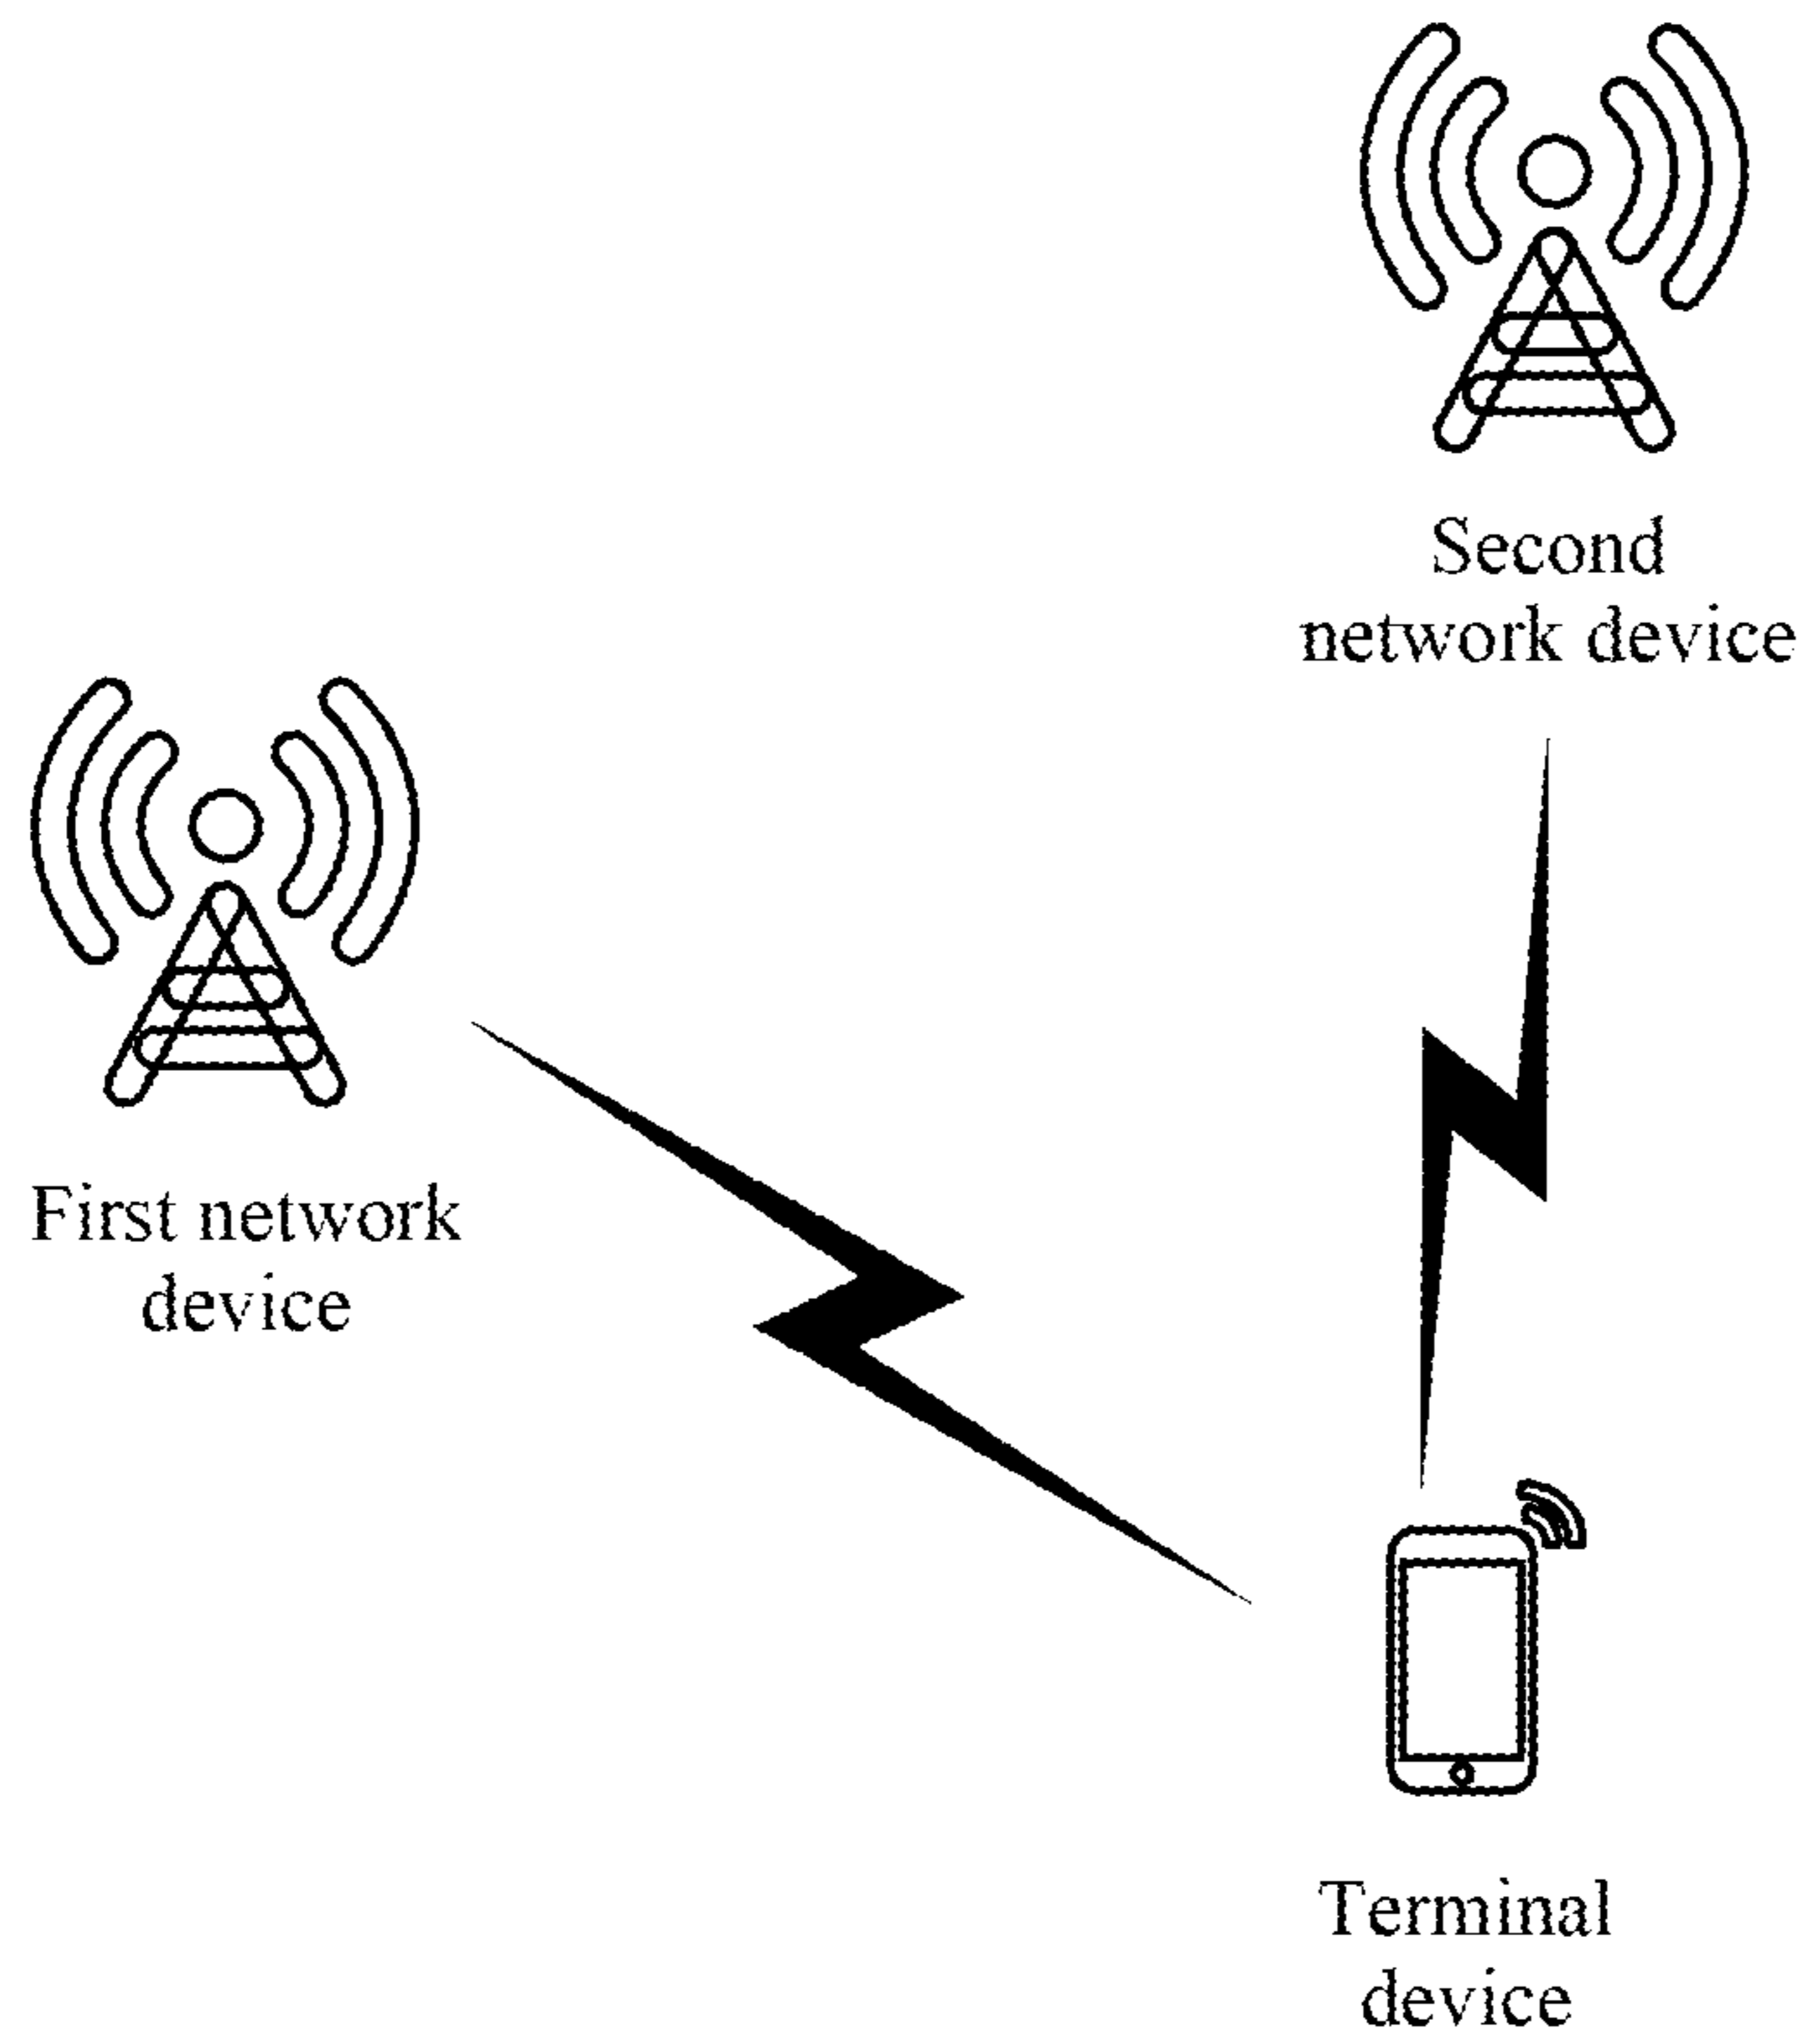 Second
network device
First network
device
Terminal
device